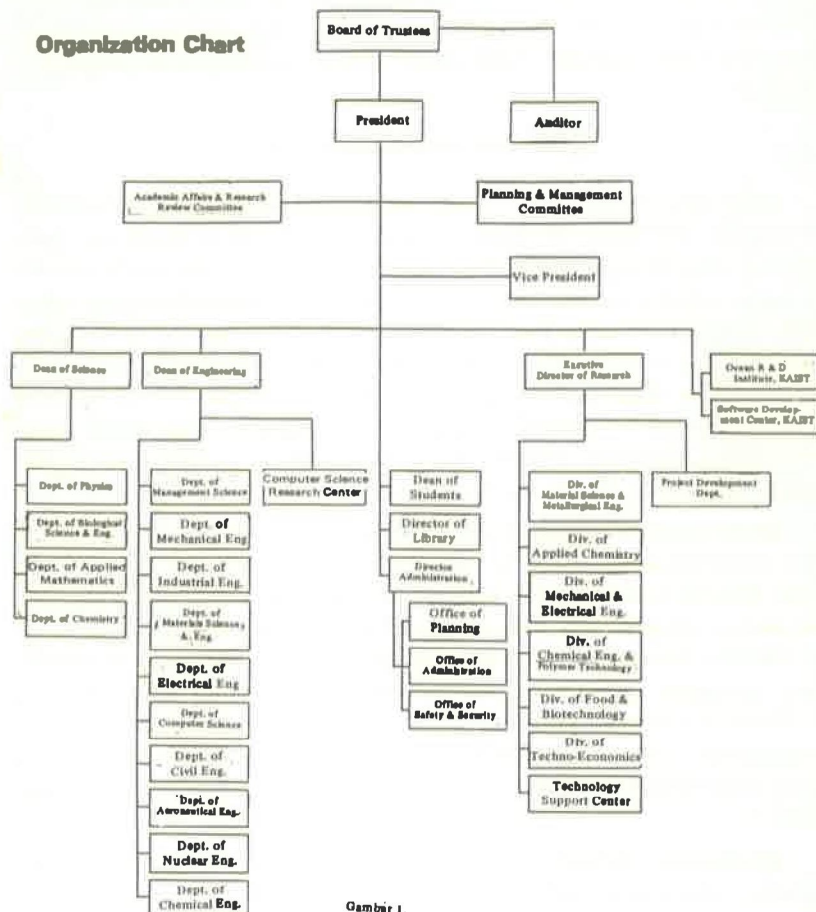 Organization Chart
Board of Trustees
President
Auditor
Academic Affairs & Research
Review Committee
Planning & Management
Committee
Vice President
Dean of Science
Dean of Engineering
Exeutive
Director of Research
Ocean R & D
Institute, KAIST
Software Develop-
ment Center, KAIST
Dept. of Physics
Dept. of Biological
Science & Eng.
Dept. of Applied
Mathematics
Dept. of Chemistry
Dept. of
Management Science
Dept. of
Mechanical Eng
Dept. of
Industrial Eng.
Dept. of
Materials Science,
& Eng.
Dept. of
Electrical Eng
Dept. of
Computer Science
Dept. of
Civil Eng.
Dept. of
Aeronautical Eng.
Dept. of
Nuclear Eng.
Dept. of
Chemical Eng.
Computer Science
Research Center
Dean of
Students
Director of
Library
Director
Administration
Office of
Planning
Office of
Administration
Office of
Safety & Security
Div. of
Material Science &
Metallurgical Eng.
Div. of
Applied Chemistry
Div. of
Mechanical &
Electrical Eng.
Div. of
Chemical Eng. &
Polymer Technology
Div. of Food &
Biotechnology
Div. of
Techno-Economics
Technology
Support Center
Project Development
Dept.
Gambar 1